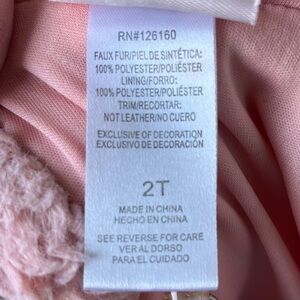 RN#126160
FAUX FUR/PIEL DE SINTÉTICA:
100% POLYESTER/POLIÉSTER
LINING/FORRO:
100% POLYESTER/POLIÉSTER
TRIM/RECORTAR:
NOT LEATHER/NO CUERO
EXCLUSIVE OF DECORATION
EXCLUSIVO DE DECORACIÓN
2T
MADE IN CHINA
HECHO EN CHINA
SEE REVERSE FOR CARE
VER AL DORSO
PARA EL CUIDADO